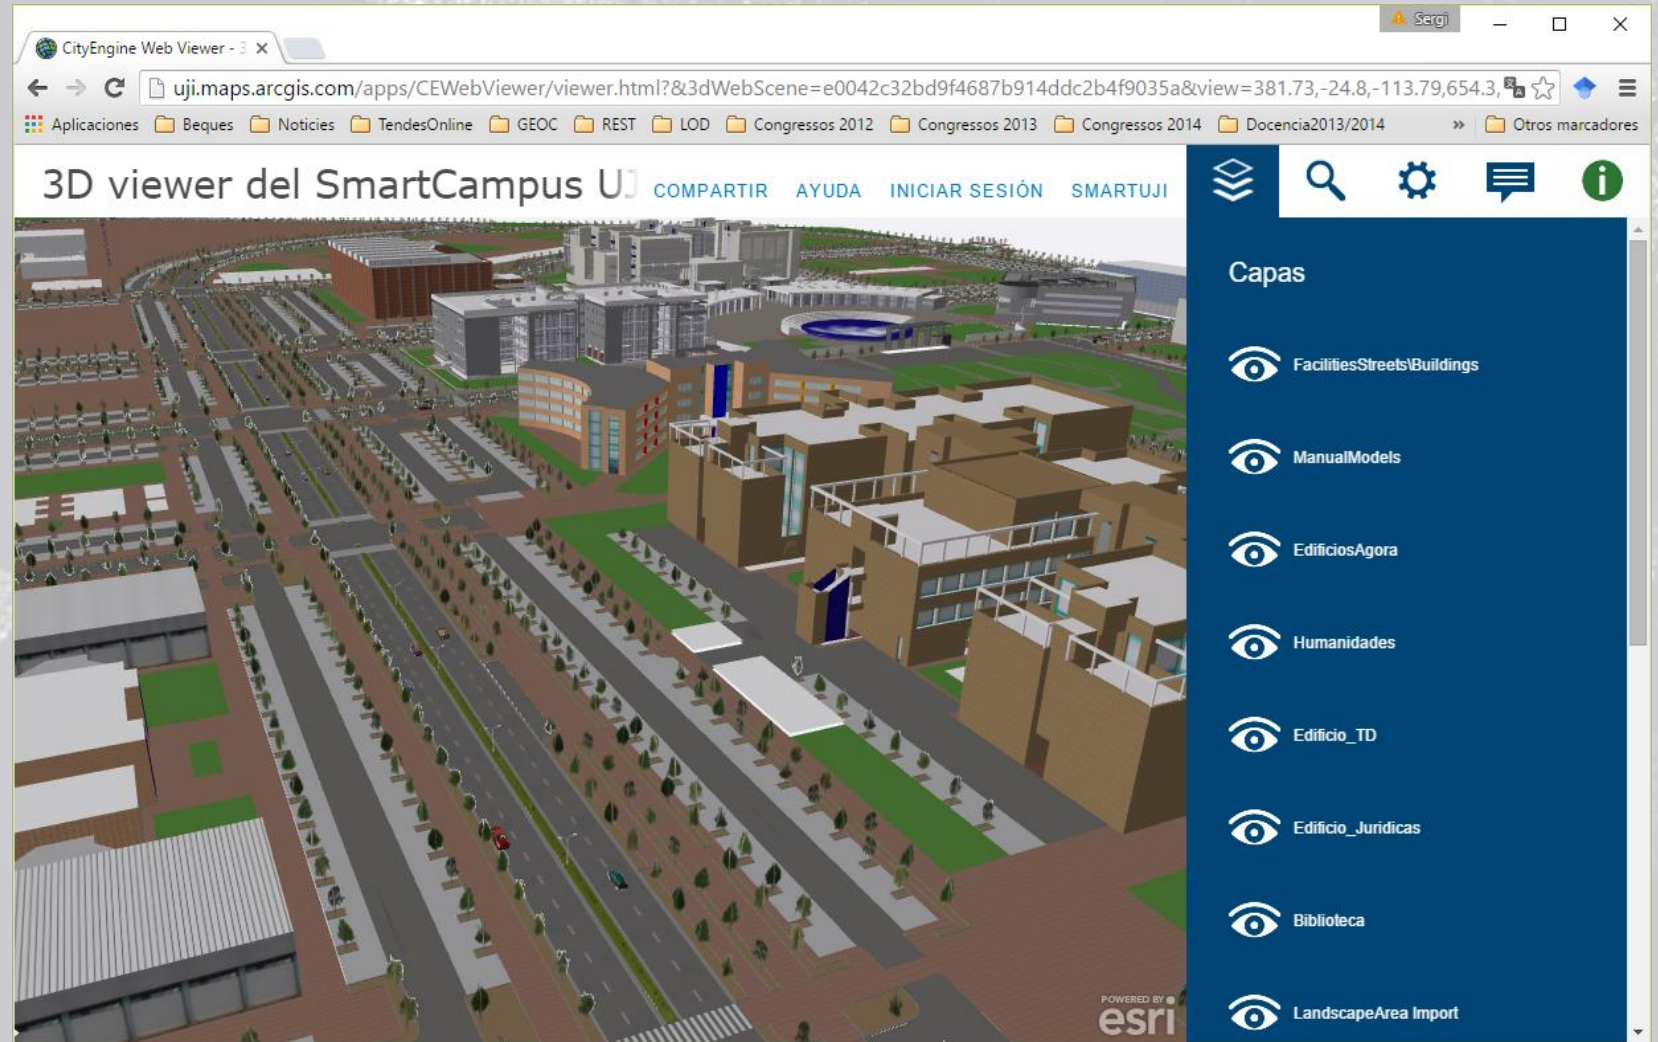 Sergi
CityEngine Web Viewer - 3
uji.maps.arcgis.com/apps/CEWebViewer/viewer.html?&3dWebScene=e0042c32bd9f4687b914ddc2b4f9035a&view=381.73,-24.8,-113.79,654.3,
Aplicaciones Beques Noticies TendesOnline GEOC REST LOD Congressos 2012 Congressos 2013 Congressos 2014 Docencia2013/2014 » Otros marcadores
3D viewer del SmartCampus UJ COMPARTIR AYUDA INICIAR SESIÓN SMARTUJI
Capas
FacilitiesStreets\Buildings
ManualModels
EdificiosAgora
Humanidades
Edificio_TD
Edificio_Juridicas
Biblioteca
LandscapeArea Import
POWERED BY
esri